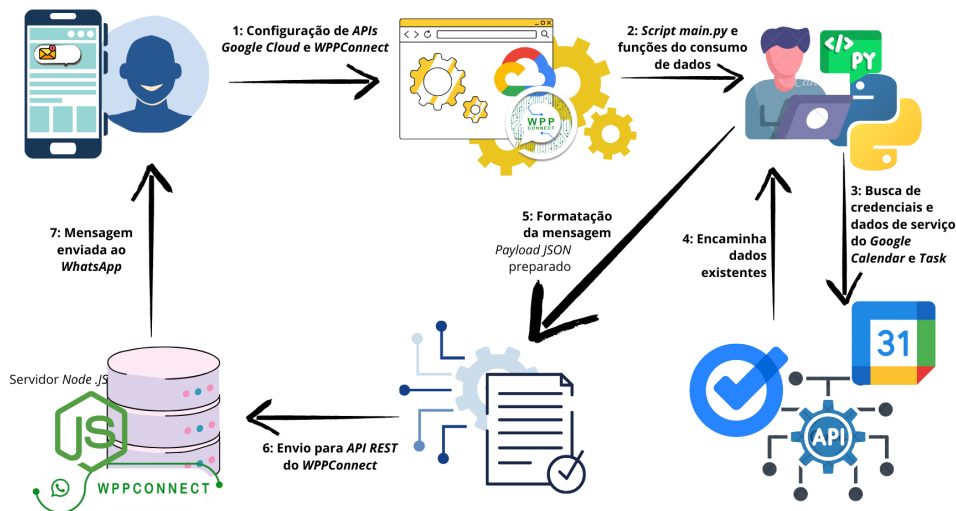 1: Configuração de APIs
Google Cloud e WPPConnect
2: Script main.py e
funções do consumo
de dados
</>
PY
WPP
CONNECT
3: Busca de
credenciais e
dados de serviço
do Google
Calendar e Task
4: Encaminha
dados
existentes
5: Formatação
da mensagem
Payload JSON
preparado
7: Mensagem
enviada ao
WhatsApp
31
API
Servidor Node .JS
JS
WPPCONNECT
6: Envio para API REST
do WPPConnect